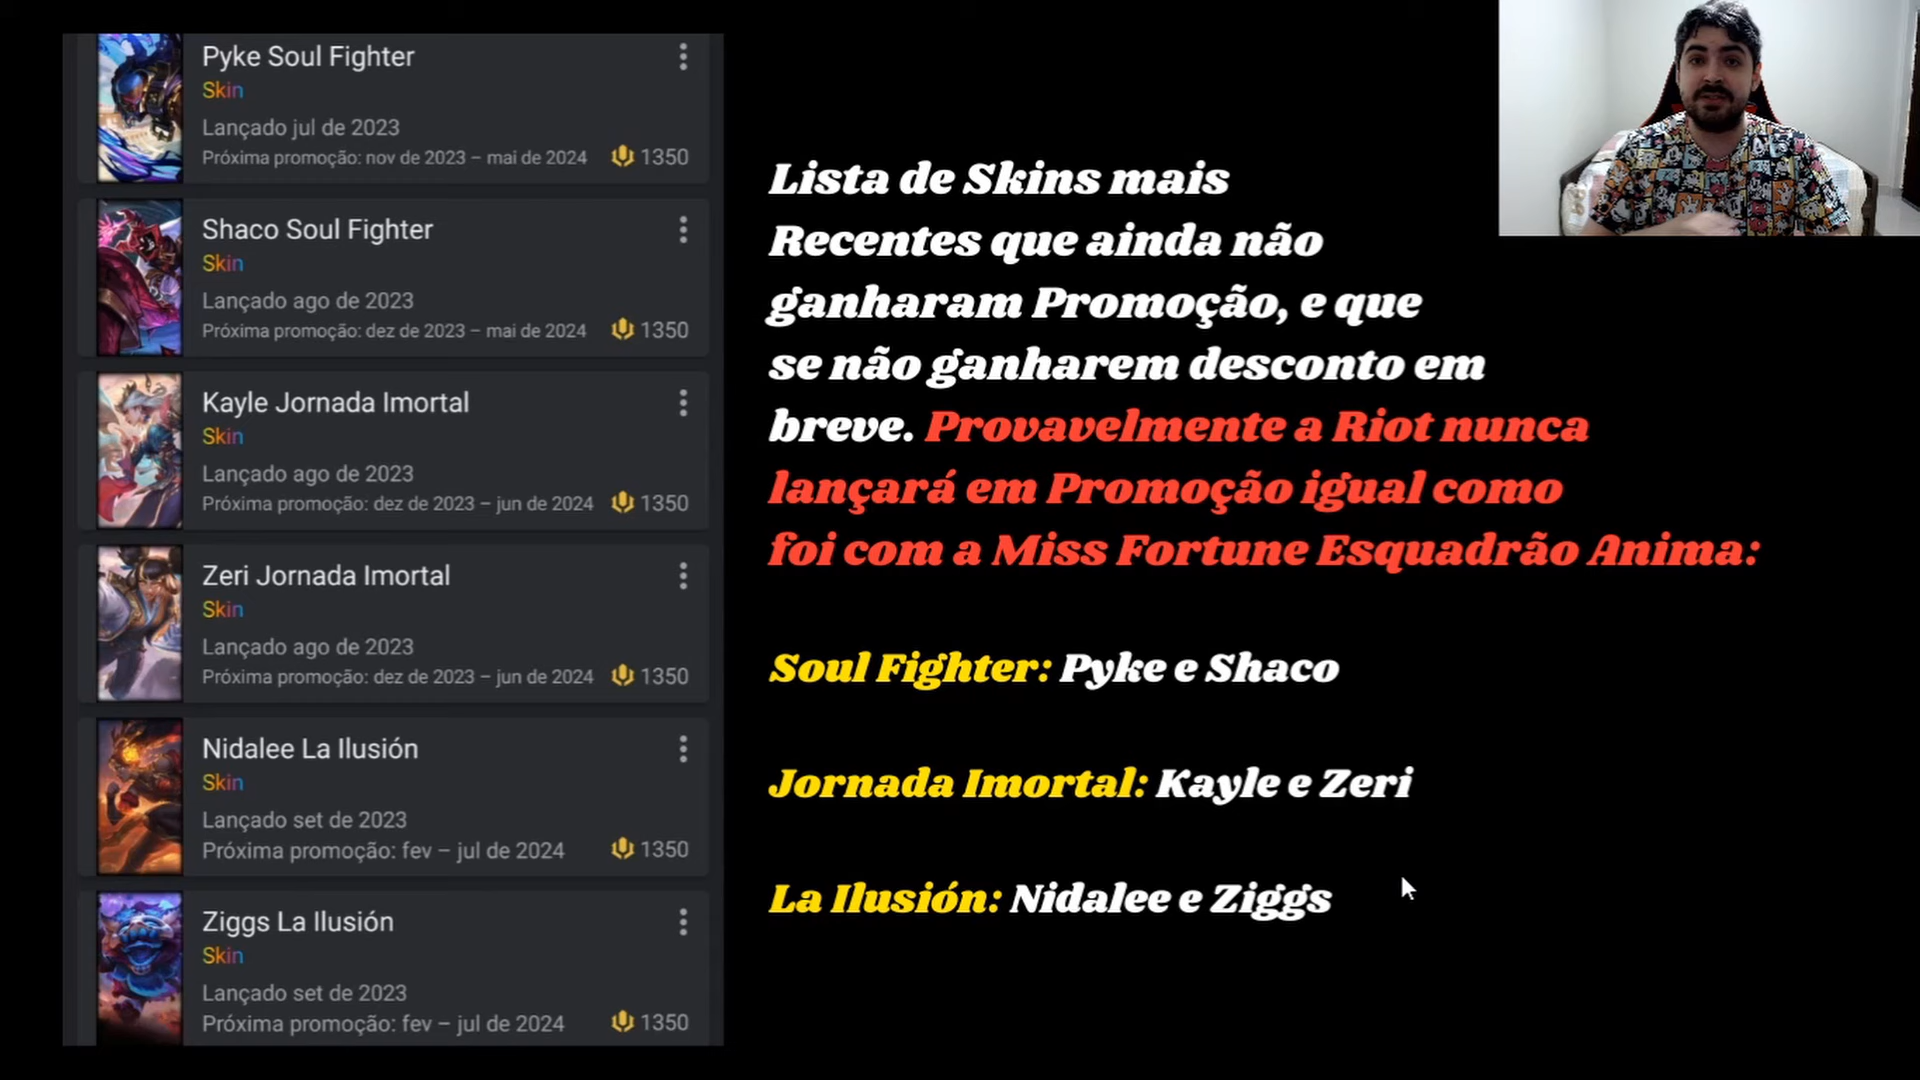 Pyke Soul Fighter
Skin
Lançado jul de 2023
Próxima promoção: nov de 2023 – mai de 2024 1350
Shaco Soul Fighter
Skin
Lançado ago de 2023
Próxima promoção: dez de 2023 – mai de 2024 1350
Kayle Jornada Imortal
Skin
Lançado ago de 2023
Próxima promoção: dez de 2023 – jun de 2024 1350
Zeri Jornada Imortal
Skin
Lançado ago de 2023
Próxima promoção: dez de 2023 – jun de 2024 1350
Nidalee La Ilusión
Skin
Lançado set de 2023
Próxima promoção: fev – jul de 2024 1350
Ziggs La Ilusión
Skin
Lançado set de 2023
Próxima promoção: fev – jul de 2024 1350
Lista de Skins mais
Recentes que ainda não
ganharam Promoção, e que
se não ganharem desconto em
breve. Provavelmente a Riot nunca
lançará em Promoção igual como
foi com a Miss Fortune Esquadrão Anima:
Soul Fighter: Pyke e Shaco
Jornada Imortal: Kayle e Zeri
La Ilusión: Nidalee e Ziggs